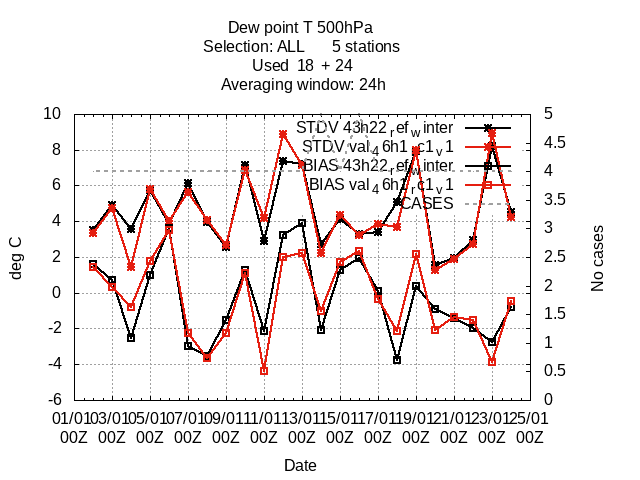 Dew point T 500hPa
Selection: ALL 5 stations
Used 18 + 24
Averaging window: 24h
STDV 43h22_ref_winter
STDV val_46h1_rc1_v1
BIAS 43h22_ref_winter
BIAS val_46h1_rc1_v1
CASES
10
8
6
4
2
0
-2
-4
-6
deg C
5
4.5
4
3.5
3
2.5
2
1.5
1
0.5
0
No cases
01/01 03/01 05/01 07/01 09/01 11/01 13/01 15/01 17/01 19/01 21/01 23/01 25/01
00Z 00Z 00Z 00Z 00Z 00Z 00Z 00Z 00Z 00Z 00Z 00Z 00Z
Date